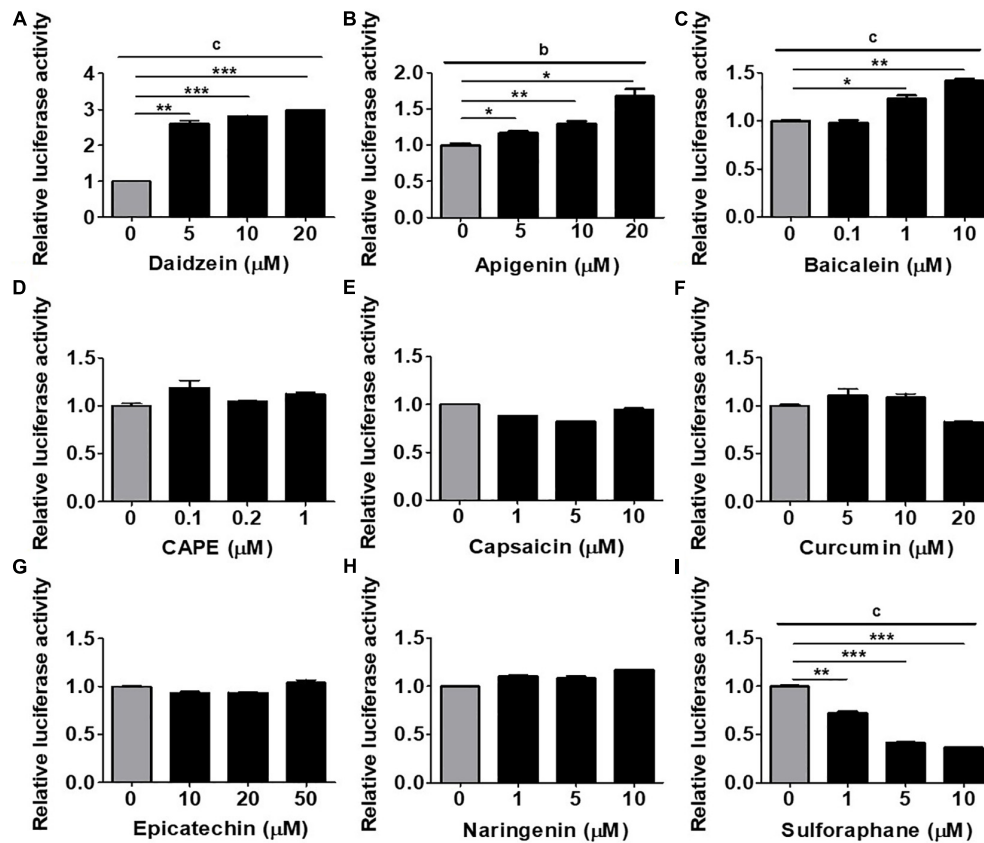 A
Relative luciferase activity
c
***
***
**
4
3
2
1
0
0 5 10 20
Daidzein (μM)
B
Relative luciferase activity
b
*
**
*
2.0
1.5
1.0
0.5
0.0
0 5 10 20
Apigenin (μM)
C
Relative luciferase activity
c
**
*
1.5
1.0
0.5
0.0
0 0.1 1 10
Baicalein (μM)
D
Relative luciferase activity
1.5
1.0
0.5
0.0
0 0.1 0.2 1
CAPE (μM)
E
Relative luciferase activity
1.5
1.0
0.5
0.0
0 1 5 10
Capsaicin (μM)
F
Relative luciferase activity
1.5
1.0
0.5
0.0
0 5 10 20
Curcumin (μM)
G
Relative luciferase activity
1.5
1.0
0.5
0.0
0 10 20 50
Epicatechin (μM)
H
Relative luciferase activity
1.5
1.0
0.5
0.0
0 1 5 10
Naringenin (μM)
I
Relative luciferase activity
c
***
***
**
1.5
1.0
0.5
0.0
0 1 5 10
Sulforaphane (μM)